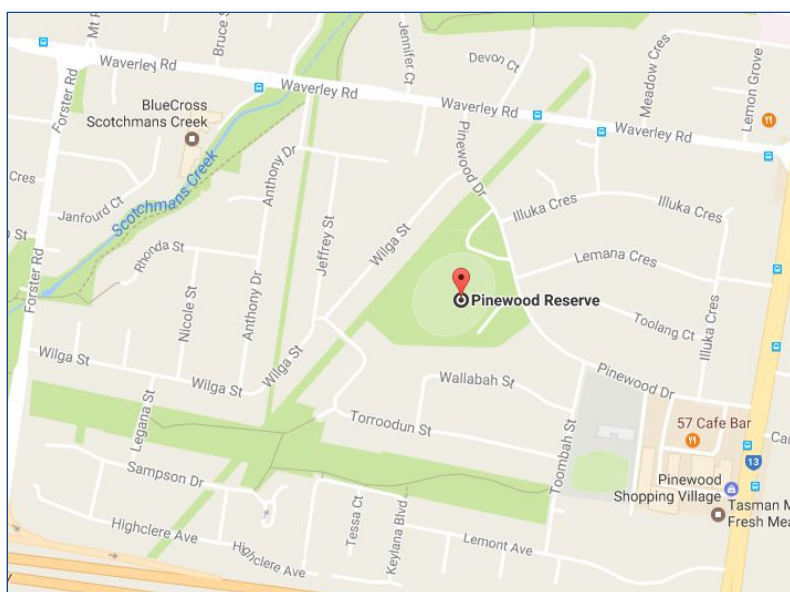 Mt P
Bruce S
Jennifer Ct
Devon Ct
Meadow Cres
Lemon Grove
Forster Rd
Waverley Rd
Waverley Rd
Waverley Rd
Waverley Rd
BlueCross
Scotchmans Creek
Pinewood Dr
Cres
Janfourd Ct
Scotchmans Creek
Anthony Dr
Illuka Cres
Illuka Cres
Rhonda St
Jeffrey St
Wilga St
Lemana Cres
Forster Rd
Nicole St
Anthony Dr
Pinewood Reserve
Toolang Ct
Illuka Cres
Wilga St
Wilga St
Wilga St
Wallabah St
Pinewood Dr
Legana St
Torroodun St
Toombah St
57 Cafe Bar
Car
13
Sampson Dr
Pinewood
Shopping Village
Tasman M
Fresh Mea
Highclere Ave
Highclere Ave
Tessa Ct
Keylana Blvd
Lemont Ave